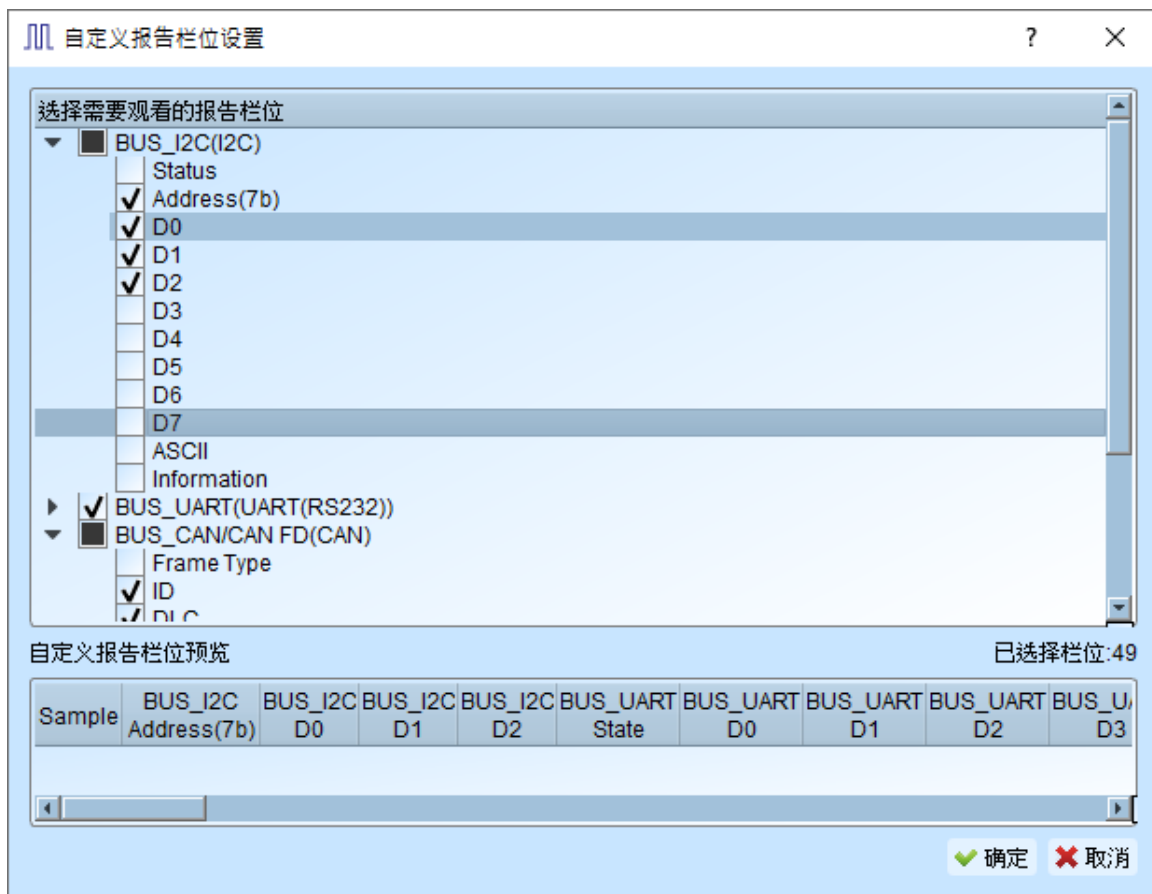 自定义报告栏位设置
?
选择需要观看的报告栏位
BUS_I2C(I2C)
Status
Address(7b)
D0
D1
D2
D3
D4
D5
D6
D7
ASCII
Information
BUS_UART(UART(RS232))
BUS_CAN/CAN FD(CAN)
Frame Type
ID
DLC
自定义报告栏位预览 已选择栏位:49
Sample BUS_I2C Address(7b) BUS_I2C D0 BUS_I2C D1 BUS_I2C D2 BUS_UART State BUS_UART D0 BUS_UART D1 BUS_UART D2 BUS_UA D3
确定 取消